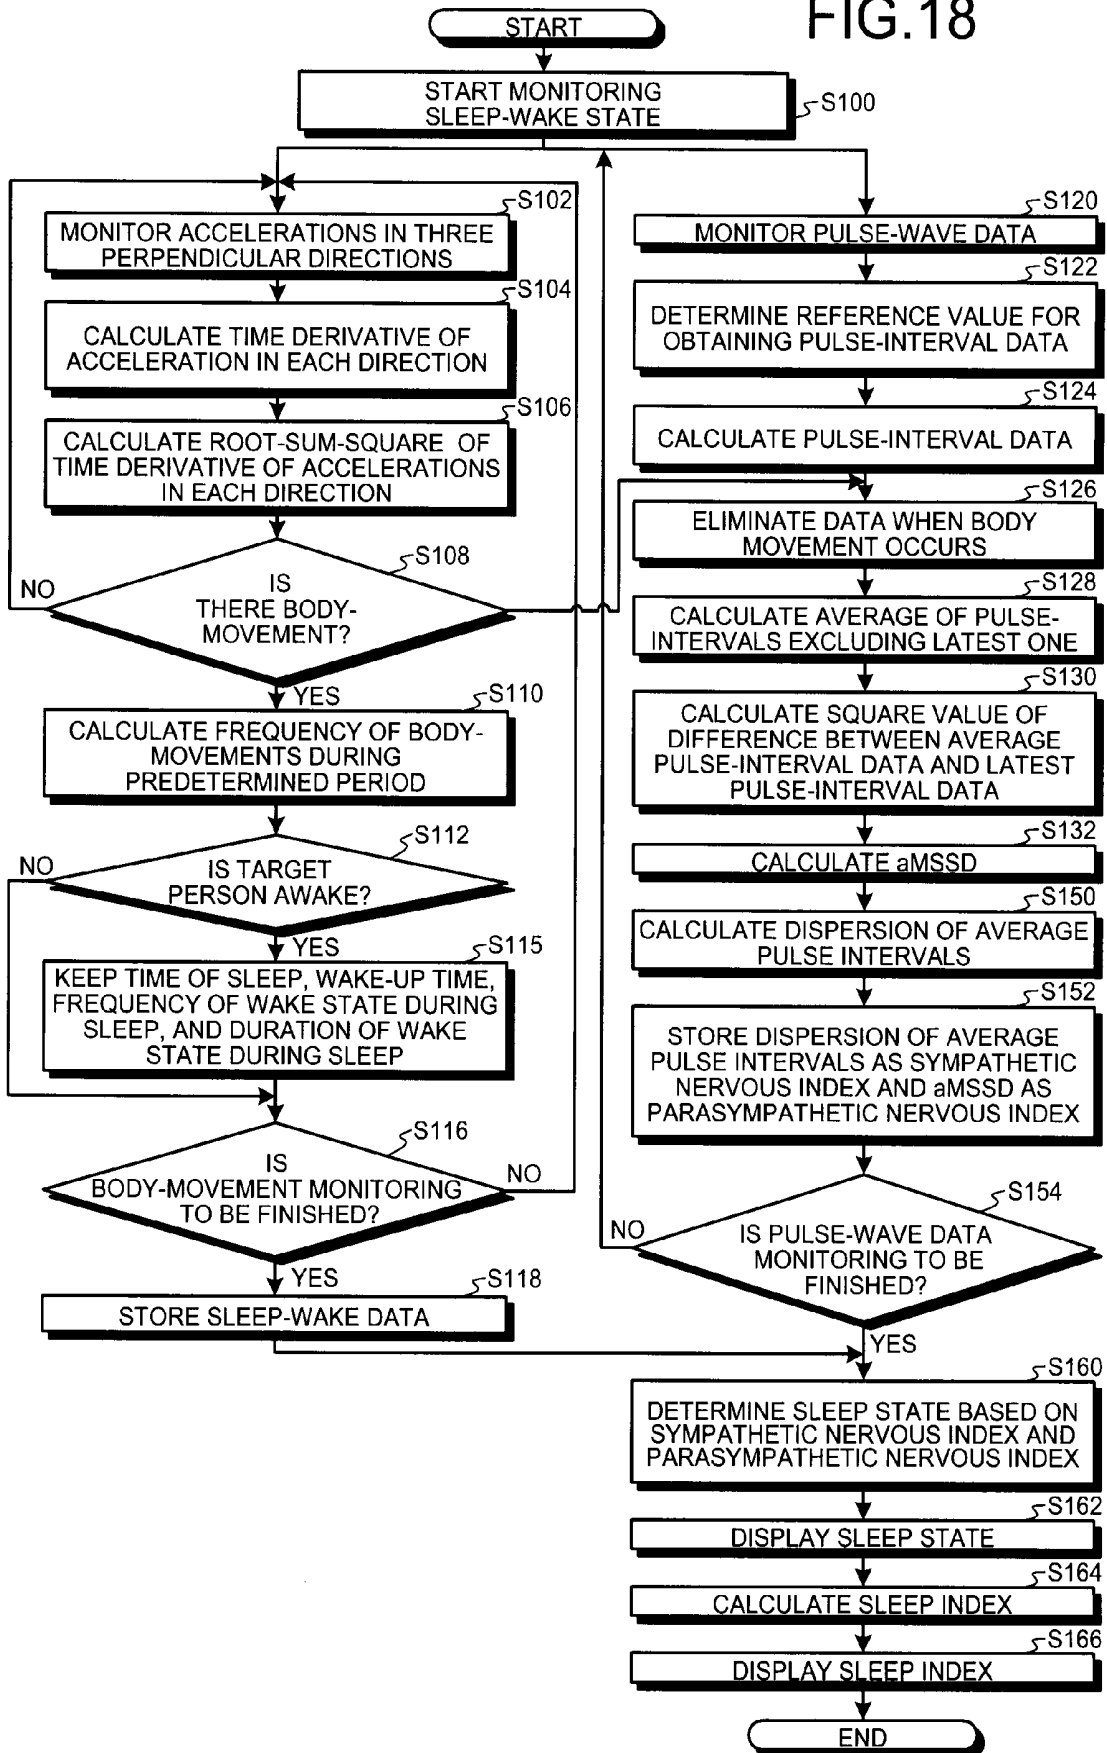 FIG.18
START
START MONITORING
SLEEP-WAKE STATE
S100
S102
MONITOR ACCELERATIONS IN THREE
PERPENDICULAR DIRECTIONS
S104
CALCULATE TIME DERIVATIVE OF
ACCELERATION IN EACH DIRECTION
S106
CALCULATE ROOT-SUM-SQUARE OF
TIME DERIVATIVE OF ACCELERATIONS
IN EACH DIRECTION
S108
IS
THERE BODY-
MOVEMENT?
NO
YES
S110
CALCULATE FREQUENCY OF BODY-
MOVEMENTS DURING
PREDETERMINED PERIOD
S112
IS TARGET
PERSON AWAKE?
NO
YES
S115
KEEP TIME OF SLEEP, WAKE-UP TIME,
FREQUENCY OF WAKE STATE DURING
SLEEP, AND DURATION OF WAKE
STATE DURING SLEEP
S116
IS
BODY-MOVEMENT MONITORING
TO BE FINISHED?
NO
YES
S118
STORE SLEEP-WAKE DATA
S120
MONITOR PULSE-WAVE DATA
S122
DETERMINE REFERENCE VALUE FOR
OBTAINING PULSE-INTERVAL DATA
S124
CALCULATE PULSE-INTERVAL DATA
S126
ELIMINATE DATA WHEN BODY
MOVEMENT OCCURS
S128
CALCULATE AVERAGE OF PULSE-
INTERVALS EXCLUDING LATEST ONE
S130
CALCULATE SQUARE VALUE OF
DIFFERENCE BETWEEN AVERAGE
PULSE-INTERVAL DATA AND LATEST
PULSE-INTERVAL DATA
S132
CALCULATE aMSSD
S150
CALCULATE DISPERSION OF AVERAGE
PULSE INTERVALS
S152
STORE DISPERSION OF AVERAGE
PULSE INTERVALS AS SYMPATHETIC
NERVOUS INDEX AND aMSSD AS
PARASYMPATHETIC NERVOUS INDEX
S154
IS PULSE-WAVE DATA
MONITORING TO BE
FINISHED?
NO
YES
S160
DETERMINE SLEEP STATE BASED ON
SYMPATHETIC NERVOUS INDEX AND
PARASYMPATHETIC NERVOUS INDEX
S162
DISPLAY SLEEP STATE
S164
CALCULATE SLEEP INDEX
S166
DISPLAY SLEEP INDEX
END